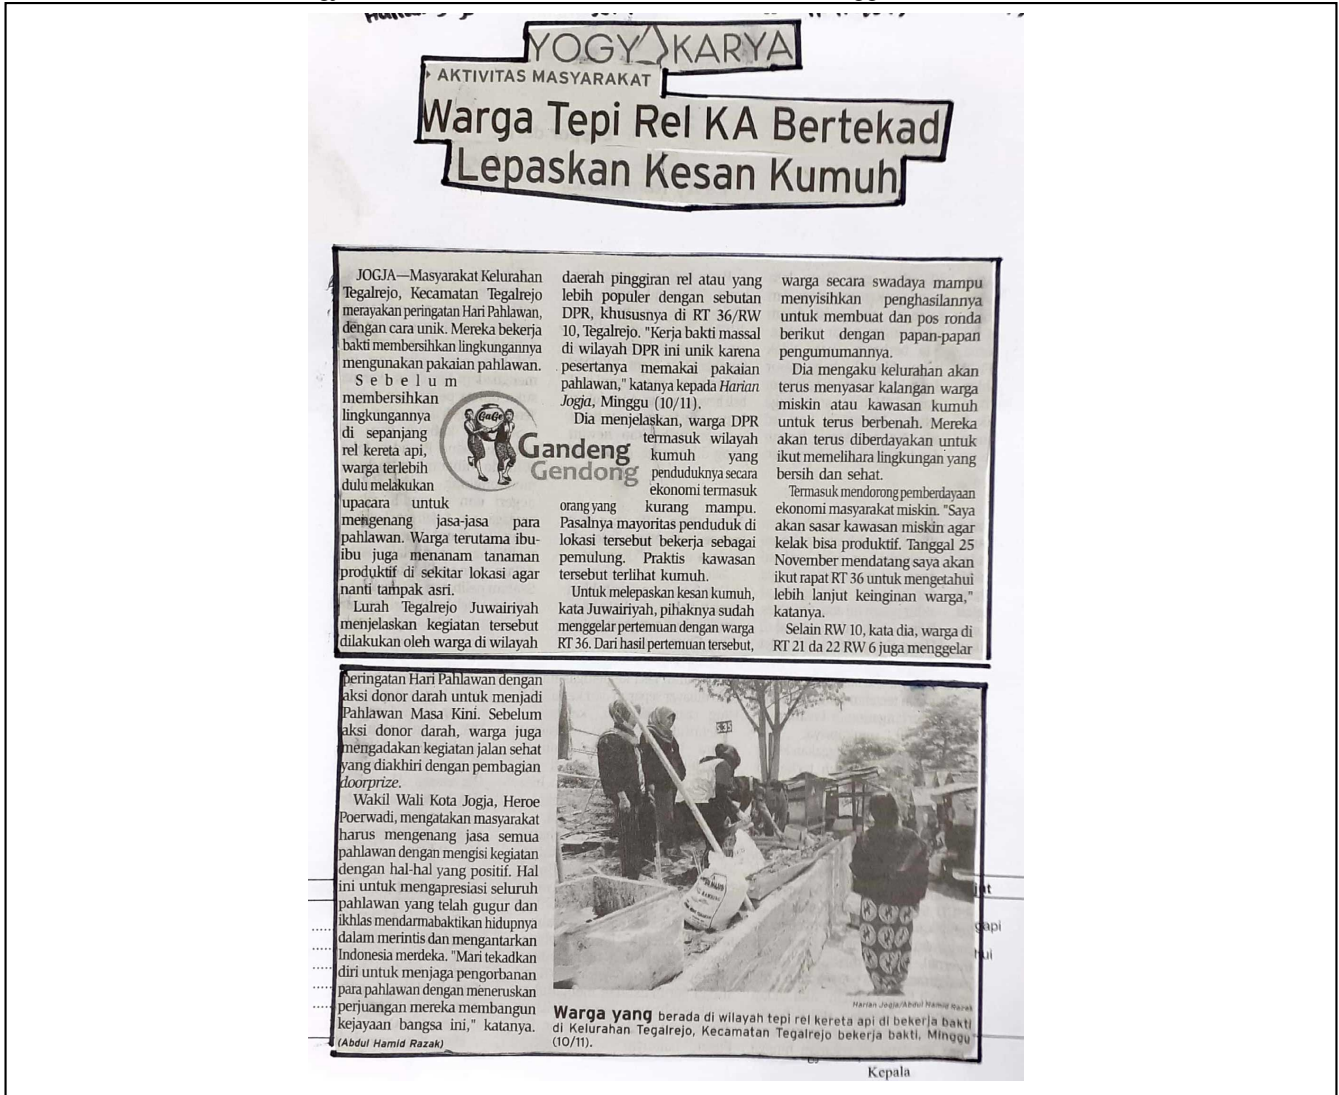 YOGYAKARYA
AKTIVITAS MASYARAKAT
Warga Tepi Rel KA Bertekad
Lepaskan Kesan Kumuh
JOGJA—Masyarakat Kelurahan
Tegalrejo, Kecamatan Tegalrejo
merayakan peringatan Hari Pahlawan,
dengan cara unik. Mereka bekerja
bakti membersihkan lingkungannya
mengunakan pakaian pahlawan.
Sebelum
membersihkan
lingkungannya
di sepanjang
rel kereta api,
warga terlebih
dulu melakukan
upacara untuk
mengenang jasa-jasa para
pahlawan. Warga terutama ibu-
ibu juga menanam tanaman
produktif di sekitar lokasi agar
nanti tampak asri.
Lurah Tegalrejo Juwairiyah
menjelaskan kegiatan tersebut
dilakukan oleh warga di wilayah
GaGe
Gandeng
Gendong
daerah pinggiran rel atau yang
lebih populer dengan sebutan
DPR, khususnya di RT 36/RW
10, Tegalrejo. "Kerja bakti massal
di wilayah DPR ini unik karena
pesertanya memakai pakaian
pahlawan," katanya kepada Harian
Jogja, Minggu (10/11).
Dia menjelaskan, warga DPR
termasuk wilayah
kumuh yang
penduduknya secara
ekonomi termasuk
orang yang kurang mampu.
Pasalnya mayoritas penduduk di
lokasi tersebut bekerja sebagai
pemulung. Praktis kawasan
tersebut terlihat kumuh.
Untuk melepaskan kesan kumuh,
kata Juwairiyah, pihaknya sudah
menggelar pertemuan dengan warga
RT 36. Dari hasil pertemuan tersebut,
warga secara swadaya mampu
menyisihkan penghasilannya
untuk membuat dan pos ronda
berikut dengan papan-papan
pengumumannya.
Dia mengaku kelurahan akan
terus menyasar kalangan warga
miskin atau kawasan kumuh
untuk terus berbenah. Mereka
akan terus diberdayakan untuk
ikut memelihara lingkungan yang
bersih dan sehat.
Termasuk mendorong pemberdayaan
ekonomi masyarakat miskin. "Saya
akan sasar kawasan miskin agar
kelak bisa produktif. Tanggal 25
November mendatang saya akan
ikut rapat RT 36 untuk mengetahui
lebih lanjut keinginan warga,"
katanya.
Selain RW 10, kata dia, warga di
RT 21 da 22 RW 6 juga menggelar
peringatan Hari Pahlawan dengan
aksi donor darah untuk menjadi
Pahlawan Masa Kini. Sebelum
aksi donor darah, warga juga
mengadakan kegiatan jalan sehat
yang diakhiri dengan pembagian
doorprize.
Wakil Wali Kota Jogja, Heroe
Poerwadi, mengatakan masyarakat
harus mengenang jasa semua
pahlawan dengan mengisi kegiatan
dengan hal-hal yang positif. Hal
ini untuk mengapresiasi seluruh
pahlawan yang telah gugur dan
ikhlas mendarmabaktikan hidupnya
dalam merintis dan mengantarkan
Indonesia merdeka. "Mari tekadkan
diri untuk menjaga pengorbanan
para pahlawan dengan meneruskan
perjuangan mereka membangun
kejayaan bangsa ini," katanya.
(Abdul Hamid Razak)
Harian Jogja/Abdul Hamid Razak
Warga yang berada di wilayah tepi rel kereta api di bekerja bakti
di Kelurahan Tegalrejo, Kecamatan Tegalrejo bekerja bakti, Minggu
(10/11).
Kepala